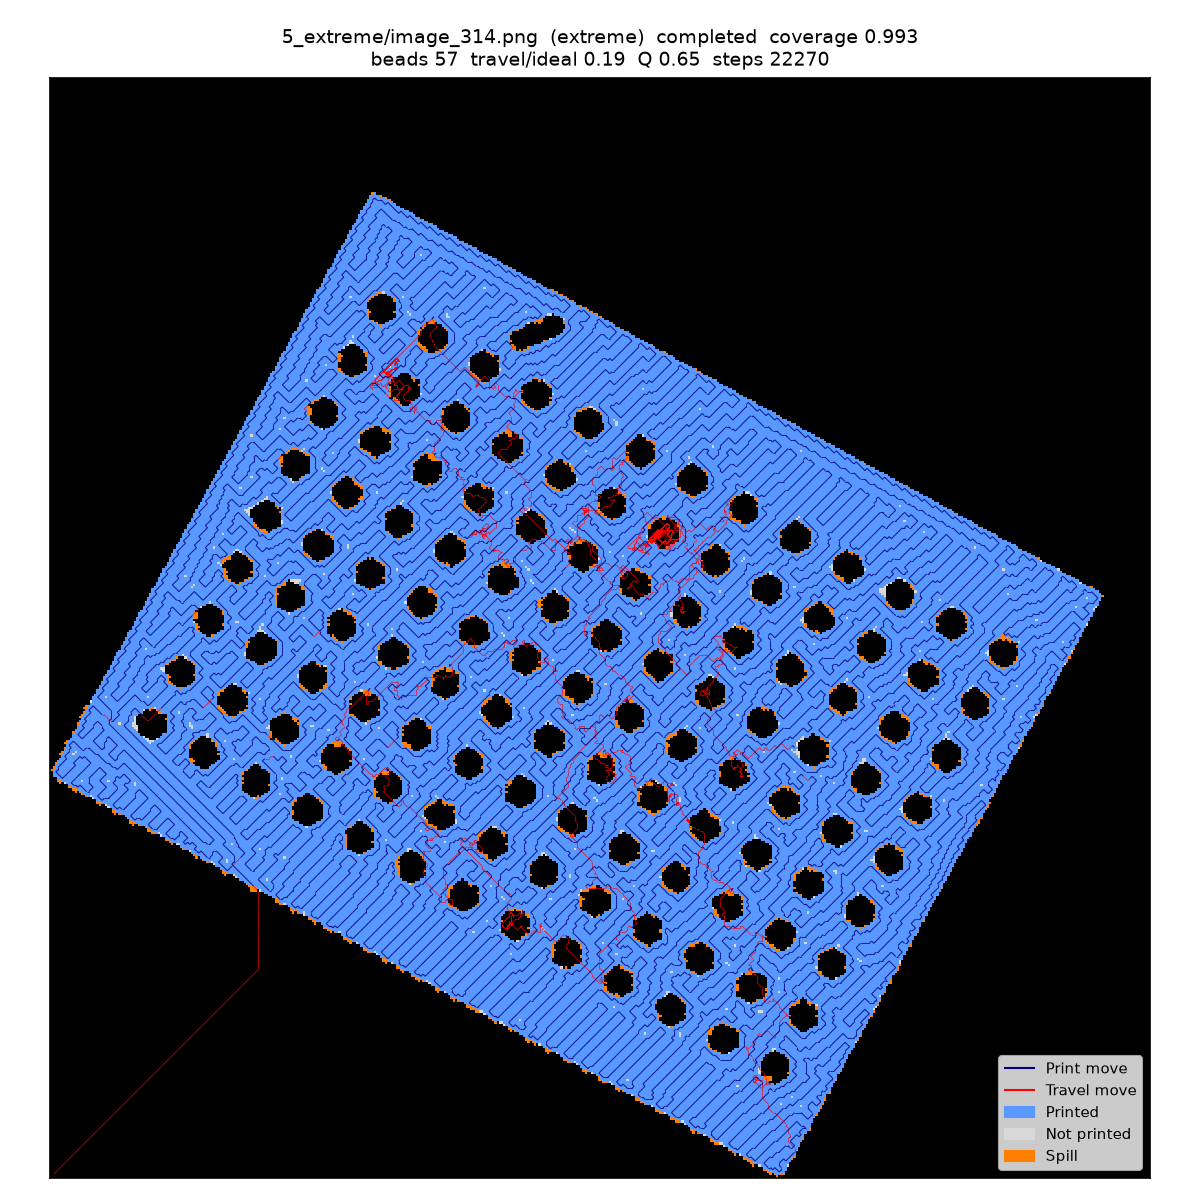 5_extreme/image_314.png  (extreme)  completed  coverage 0.993
beads 57  travel/ideal 0.19  Q 0.65  steps 22270
Print move
Travel move
Printed
Not printed
Spill